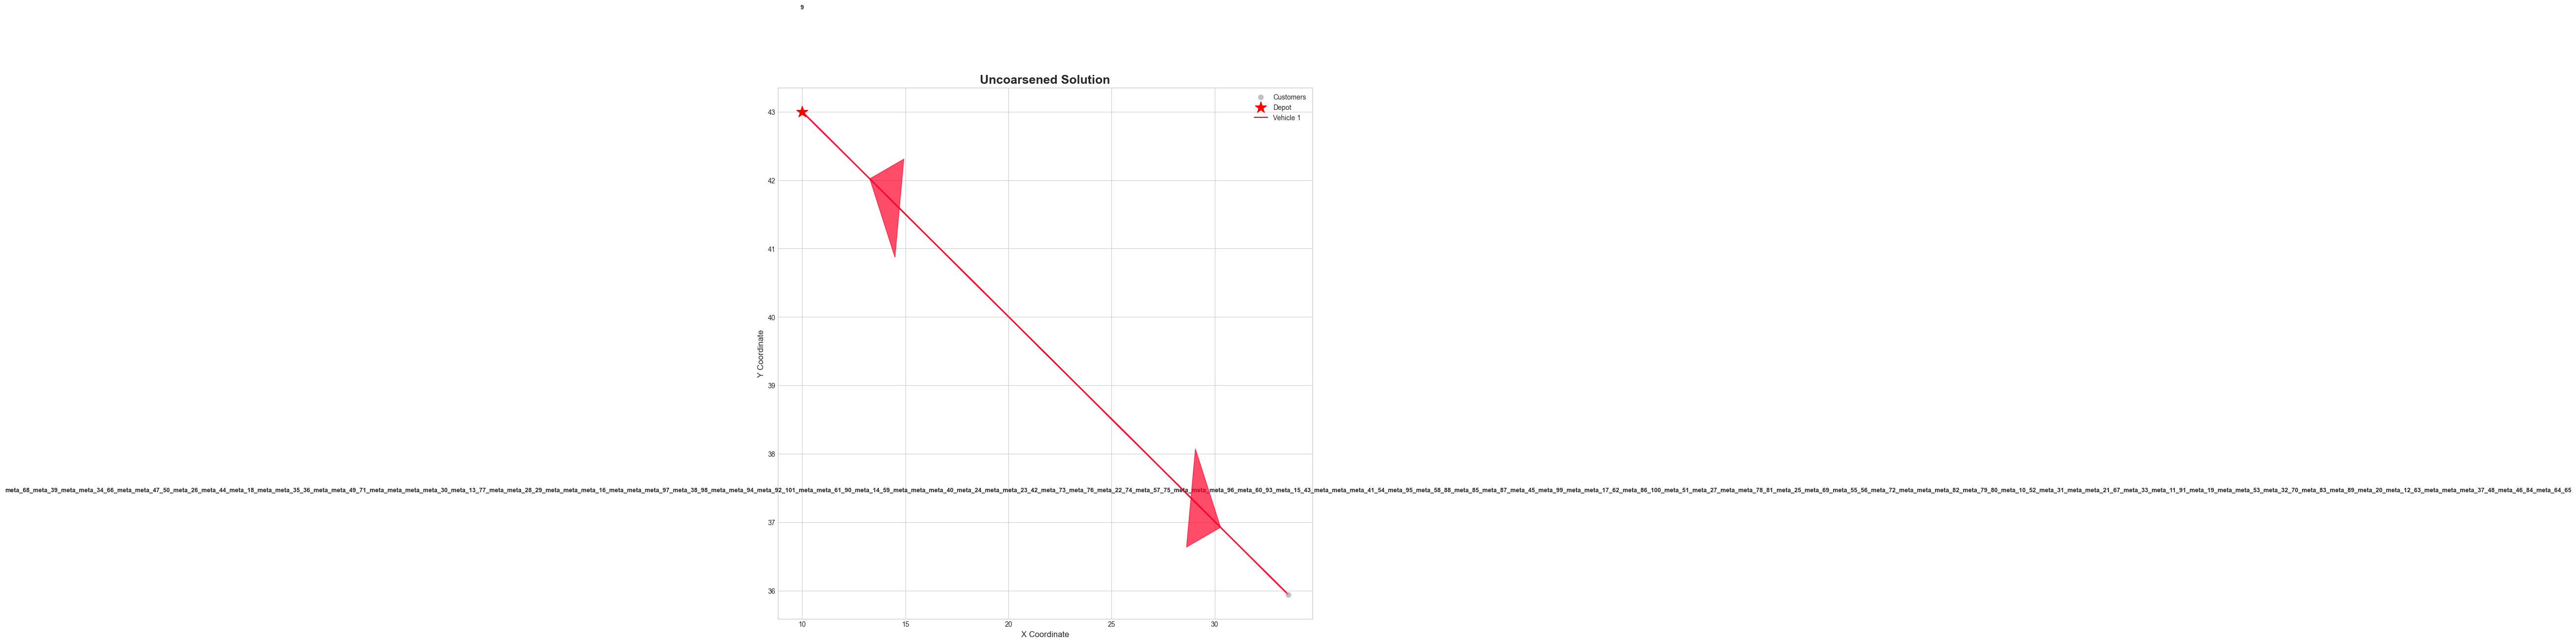 9
Uncoarsened Solution
Customers
Depot
Vehicle 1
43
42
41
40
39
38
37
36
Y Coordinate
meta_68_meta_39_meta_meta_34_66_meta_meta_47_50_meta_26_meta_44_meta_18_meta_meta_35_36_meta_meta_49_71_meta_meta_meta_30_meta_13_77_meta_meta_28_29_meta_meta_meta_16_meta_meta_meta_97_meta_38_98_meta_meta_94_meta_92_101_meta_meta_61_90_meta_14_59_meta_meta_meta_40_meta_24_meta_meta_23_42_meta_73_meta_76_meta_22_74_meta_57_75_meta_meta_meta_96_meta_60_93_meta_15_43_meta_meta_meta_41_54_meta_95_meta_58_88_meta_85_meta_87_meta_45_meta_99_meta_meta_17_62_meta_86_100_meta_51_meta_27_meta_meta_78_81_meta_25_meta_69_meta_55_56_meta_72_meta_meta_meta_82_meta_79_80_meta_10_52_meta_31_meta_meta_21_67_meta_33_meta_11_91_meta_19_meta_meta_53_meta_32_70_meta_83_meta_89_meta_20_meta_12_63_meta_meta_meta_37_48_meta_46_84_meta_64_65
10
15
20
25
30
X Coordinate